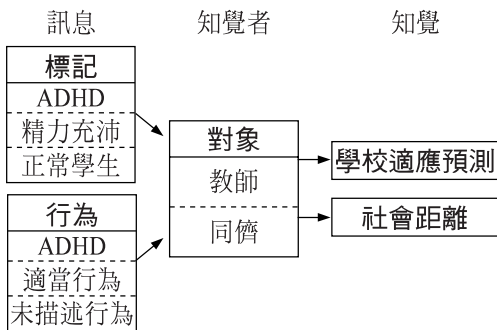 訊息
知覺者
知覺
標記
ADHD
精力充沛
正常學生
行為
ADHD
適當行為
未描述行為
對象
教師
同儕
學校適應預測
社會距離